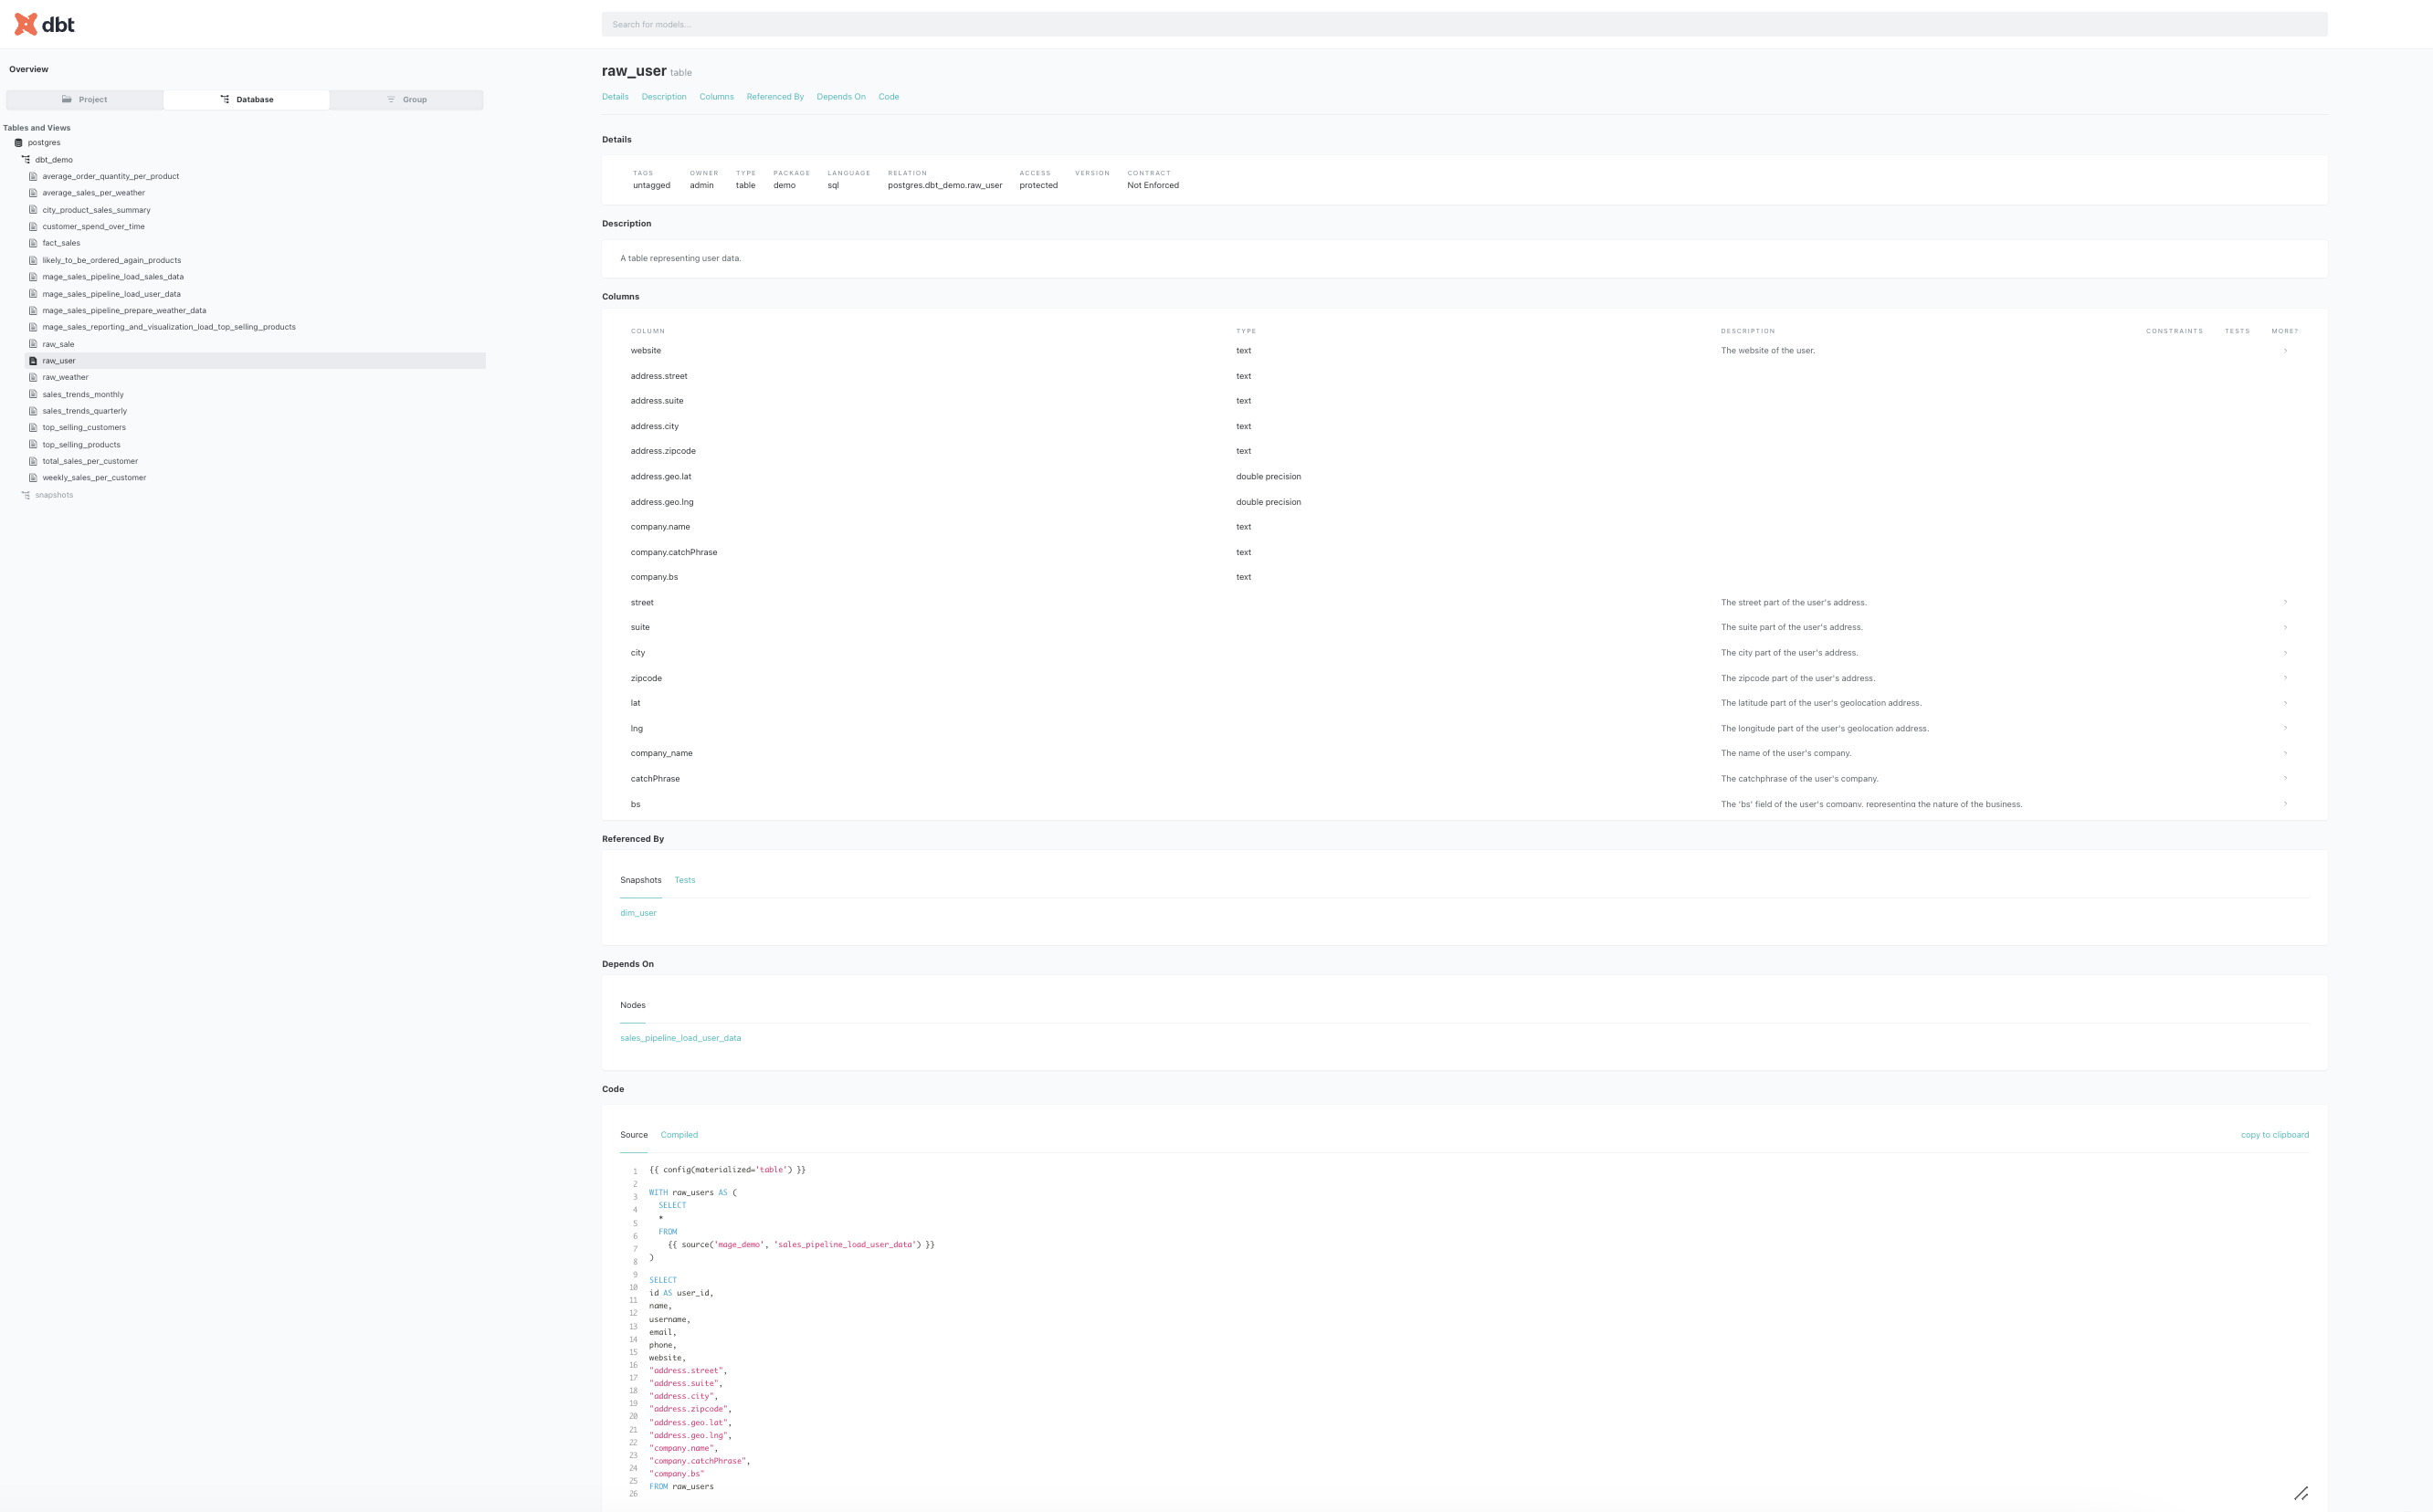 dbt
Search for models...
Overview
Project Database Group
Tables and Views
postgres
dbt_demo
average_order_quantity_per_product
average_sales_per_weather
city_product_sales_summary
customer_spend_over_time
fact_sales
likely_to_be_ordered_again_products
mage_sales_pipeline_load_sales_data
mage_sales_pipeline_load_user_data
mage_sales_pipeline_prepare_weather_data
mage_sales_reporting_and_visualization_load_top_selling_products
raw_sale
raw_user
raw_weather
sales_trends_monthly
sales_trends_quarterly
top_selling_customers
top_selling_products
total_sales_per_customer
weekly_sales_per_customer
snapshots
raw_user table
Details Description Columns Referenced By Depends On Code
Details
TAGS OWNER TYPE PACKAGE LANGUAGE RELATION ACCESS VERSION CONTRACT
untagged admin table demo sql postgres.dbt_demo.raw_user protected Not Enforced
Description
A table representing user data.
Columns
COLUMN TYPE DESCRIPTION CONSTRAINTS TESTS MORE?
website text The website of the user.
address.street text
address.suite text
address.city text
address.zipcode text
address.geo.lat double precision
address.geo.lng double precision
company.name text
company.catchPhrase text
company.bs text
street The street part of the user's address.
suite The suite part of the user's address.
city The city part of the user's address.
zipcode The zipcode part of the user's address.
lat The latitude part of the user's geolocation address.
lng The longitude part of the user's geolocation address.
company_name The name of the user's company.
catchPhrase The catchphrase of the user's company.
bs The 'bs' field of the user's company, representing the nature of the business.
Referenced By
Snapshots Tests
dim_user
Depends On
Nodes
sales_pipeline_load_user_data
Code
Source Compiled copy to clipboard
1 {{ config(materialized='table') }}
2
3 WITH raw_users AS (
4 SELECT
5 *
6 FROM
7 {{ source('mage_demo', 'sales_pipeline_load_user_data') }}
8 )
9
10 SELECT
11 id AS user_id,
12 name,
13 username,
14 email,
15 phone,
16 website,
17 "address.street",
18 "address.suite",
19 "address.city",
20 "address.zipcode",
21 "address.geo.lat",
22 "address.geo.lng",
23 "company.name",
24 "company.catchPhrase",
25 "company.bs"
26 FROM raw_users